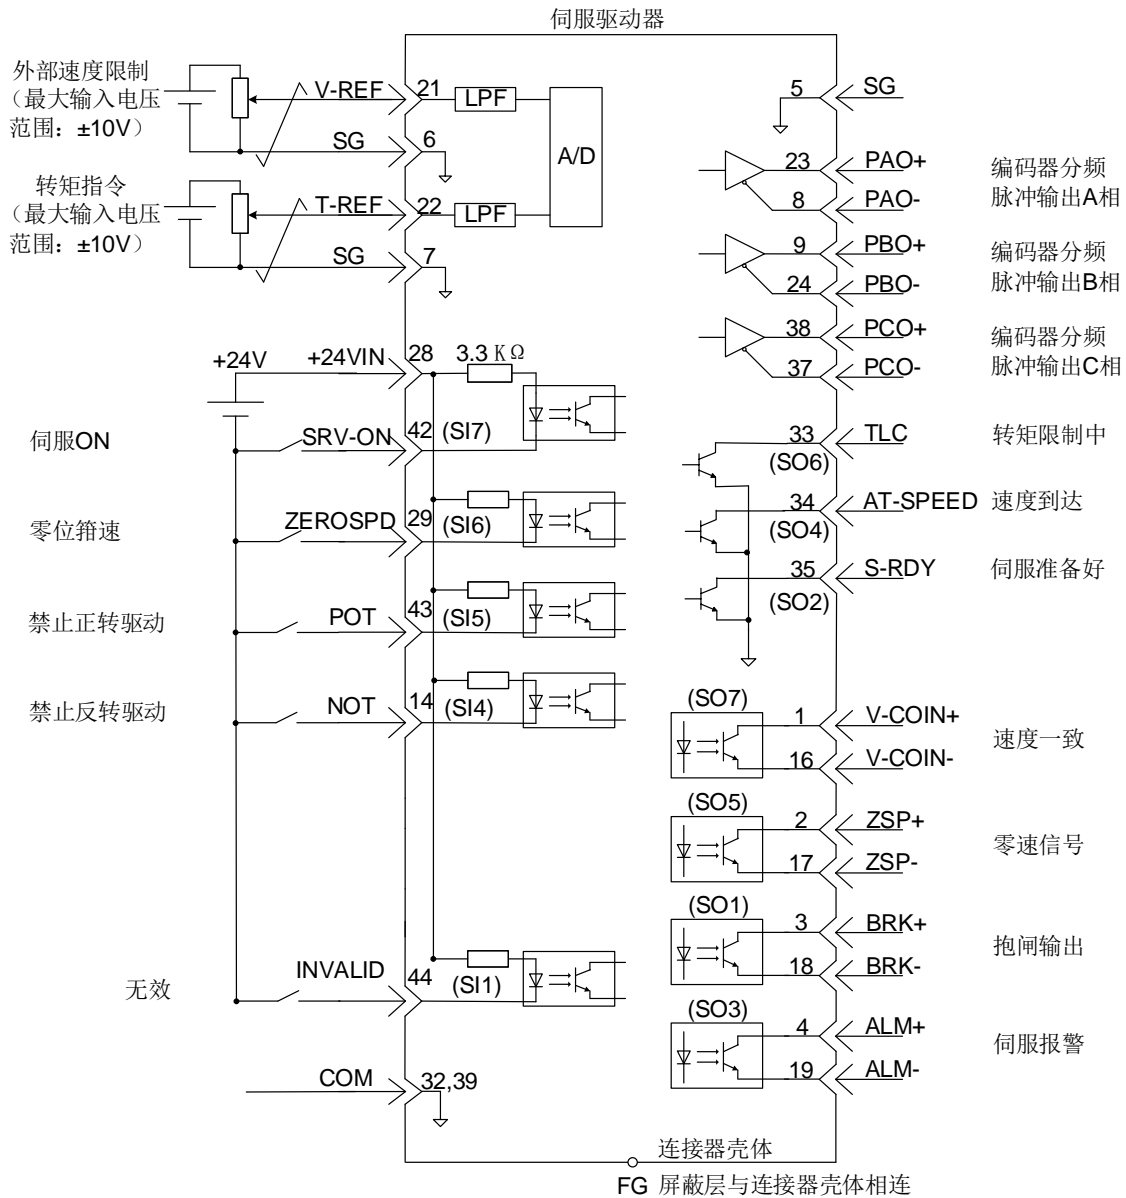 伺服驱动器
外部速度限制
（最大输入电压
范围：±10V）
V-REF
21
LPF
SG
6
A/D
转矩指令
（最大输入电压
范围：±10V）
T-REF
22
LPF
SG
7
5
SG
23
PAO+
8
PAO-
编码器分频
脉冲输出A相
9
PBO+
24
PBO-
编码器分频
脉冲输出B相
38
PCO+
37
PCO-
编码器分频
脉冲输出C相
+24V
+24VIN
28
3.3 KΩ
伺服ON
SRV-ON
42
(SI7)
零位箝速
ZEROSPD
29
(SI6)
禁止正转驱动
POT
43
(SI5)
禁止反转驱动
NOT
14
(SI4)
无效
INVALID
44
(SI1)
COM
32,39
33
TLC
(SO6)
转矩限制中
34
AT-SPEED
(SO4)
速度到达
35
S-RDY
(SO2)
伺服准备好
(SO7)
1
V-COIN+
16
V-COIN-
速度一致
(SO5)
2
ZSP+
17
ZSP-
零速信号
(SO1)
3
BRK+
18
BRK-
抱闸输出
(SO3)
4
ALM+
19
ALM-
伺服报警
连接器壳体
FG 屏蔽层与连接器壳体相连